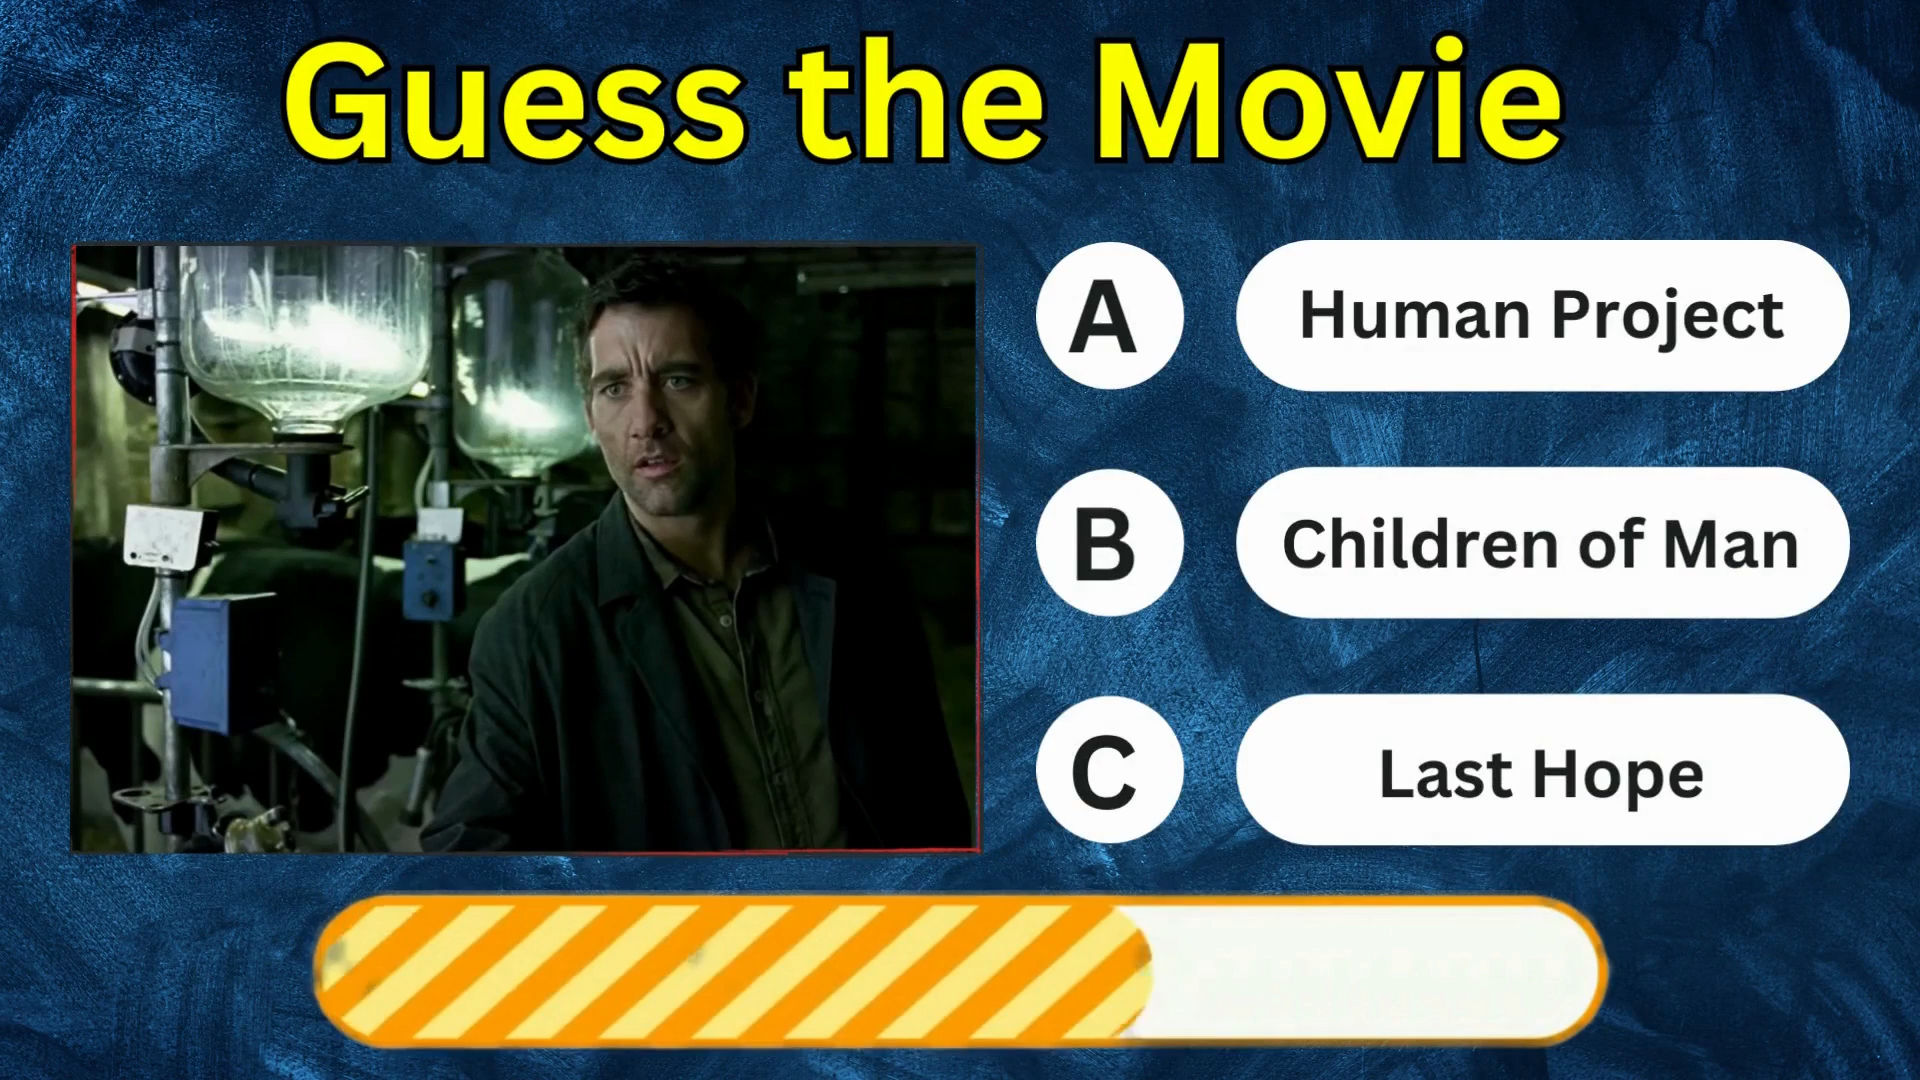 Guess the Movie
A
Human Project
B
Children of Man
C
Last Hope